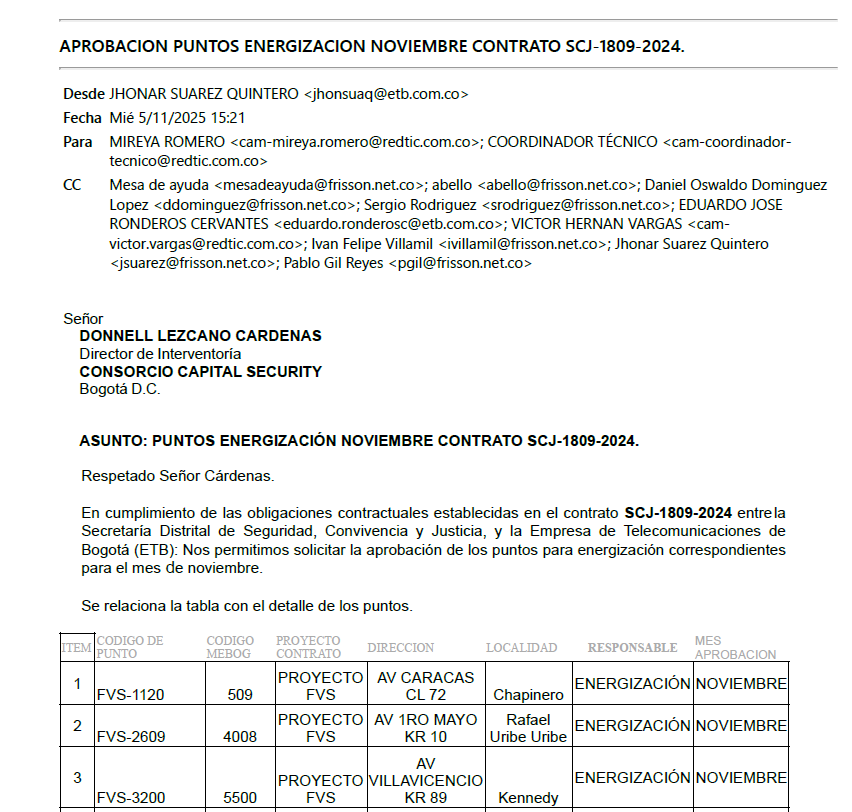 APROBACION PUNTOS ENERGIZACION NOVIEMBRE CONTRATO SCJ-1809-2024.
Desde JHONAR SUAREZ QUINTERO <jhonsuaq@etb.com.co>
Fecha Mié 5/11/2025 15:21
Para MIREYA ROMERO <cam-mireya.romero@redtic.com.co>; COORDINADOR TÉCNICO <cam-coordinador-
tecnico@redtic.com.co>
CC Mesa de ayuda <mesadeayuda@frisson.net.co>; abello <abello@frisson.net.co>; Daniel Oswaldo Dominguez
Lopez <ddominguez@frisson.net.co>; Sergio Rodriguez <srodriguez@frisson.net.co>; EDUARDO JOSE
RONDEROS CERVANTES <eduardo.ronderosc@etb.com.co>; VICTOR HERNAN VARGAS <cam-
victor.vargas@redtic.com.co>; Ivan Felipe Villamil <ivillamil@frisson.net.co>; Jhonar Suarez Quintero
<jsuarez@frisson.net.co>; Pablo Gil Reyes <pgil@frisson.net.co>
Señor
DONNELL LEZCANO CARDENAS
Director de Interventoría
CONSORCIO CAPITAL SECURITY
Bogotá D.C.
ASUNTO: PUNTOS ENERGIZACIÓN NOVIEMBRE CONTRATO SCJ-1809-2024.
Respetado Señor Cárdenas.
En cumplimiento de las obligaciones contractuales establecidas en el contrato SCJ-1809-2024 entre la
Secretaría Distrital de Seguridad, Convivencia y Justicia, y la Empresa de Telecomunicaciones de
Bogotá (ETB): Nos permitimos solicitar la aprobación de los puntos para energización correspondientes
para el mes de noviembre.
Se relaciona la tabla con el detalle de los puntos.
ITEM CODIGO DE PUNTO CODIGO MEBOG PROYECTO CONTRATO DIRECCION LOCALIDAD RESPONSABLE MES APROBACION
1 FVS-1120 509 PROYECTO FVS AV CARACAS CL 72 Chapinero ENERGIZACIÓN NOVIEMBRE
2 FVS-2609 4008 PROYECTO FVS AV 1RO MAYO KR 10 Rafael Uribe Uribe ENERGIZACIÓN NOVIEMBRE
3 FVS-3200 5500 PROYECTO FVS AV VILLAVICENCIO KR 89 Kennedy ENERGIZACIÓN NOVIEMBRE